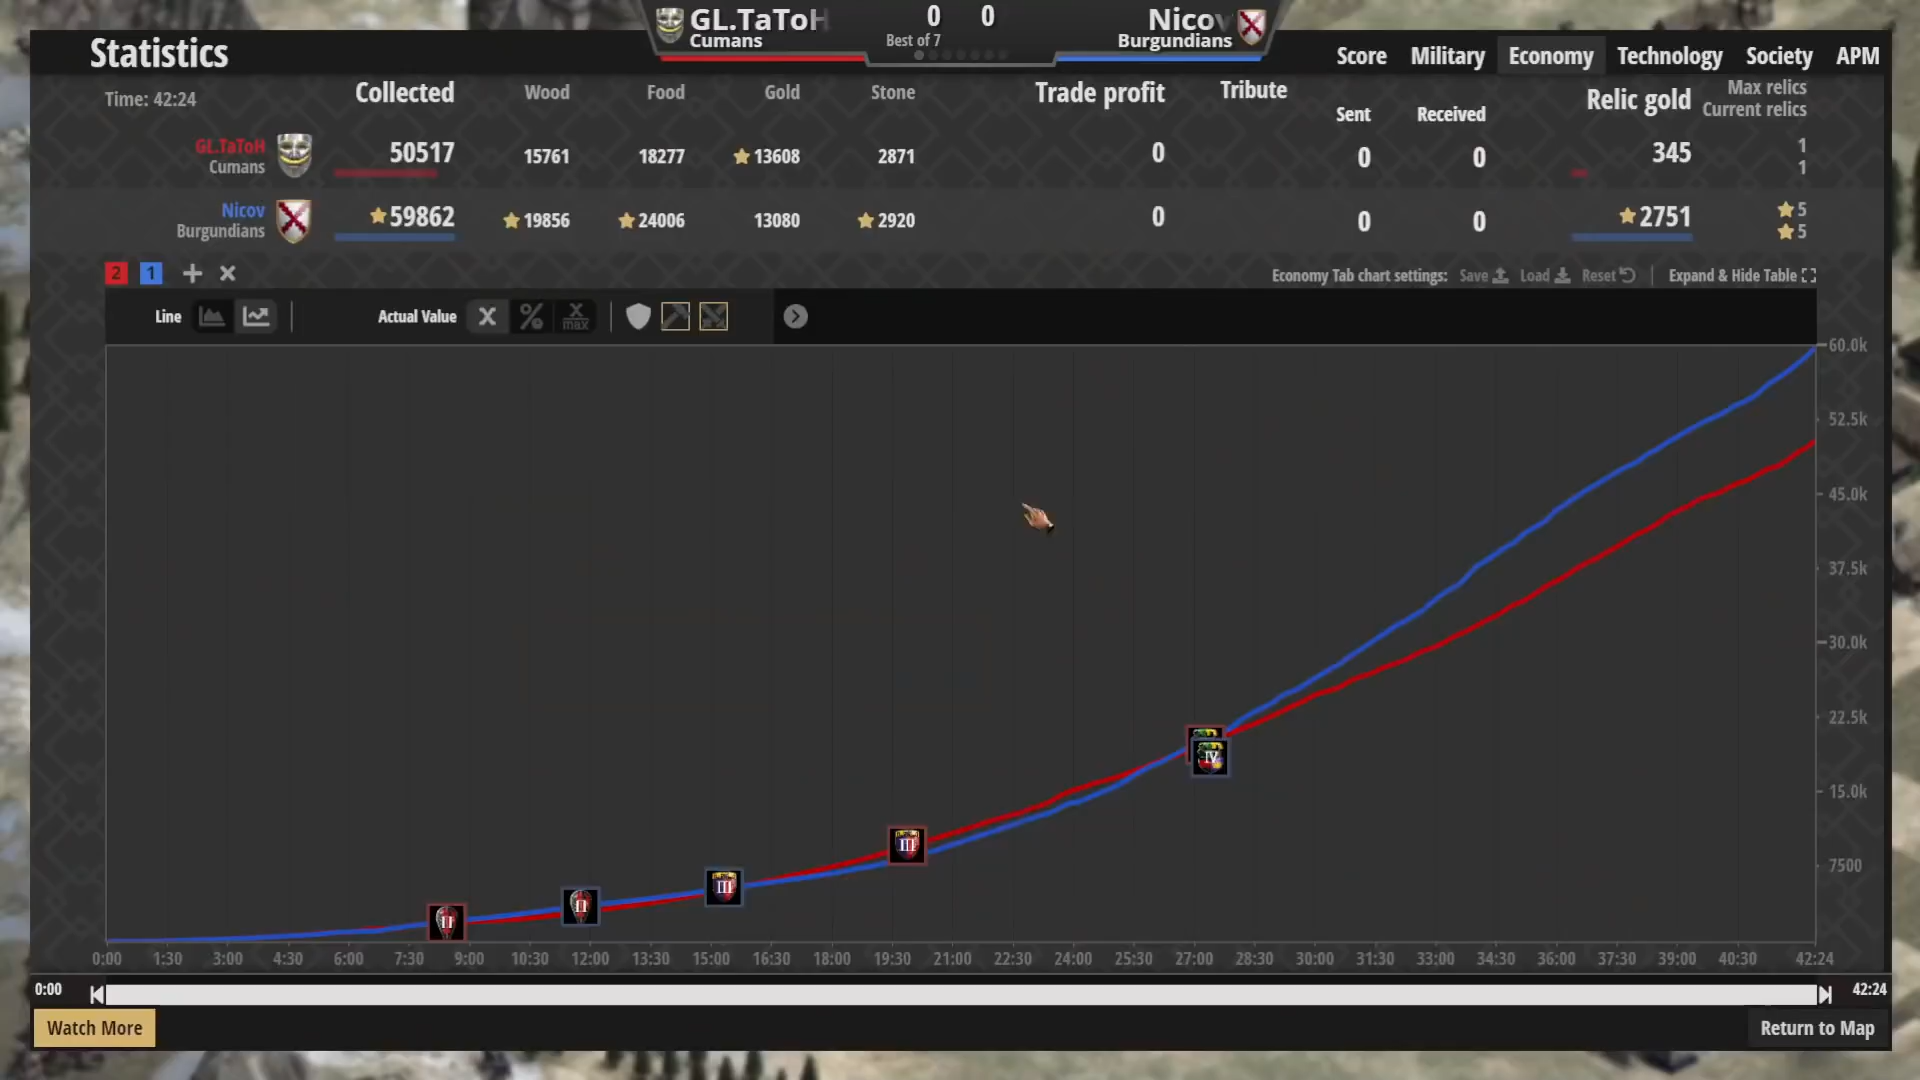 GL.TaToH 0 0 Nicov
Cumans Best of 7 Burgundians
Statistics
Score Military Economy Technology Society APM
Time: 42:24
Collected Wood Food Gold Stone Trade profit Tribute Sent Received Relic gold Max relics
Current relics
GL.TaToH
Cumans
50517 15761 18277 13608 2871 0 0 0 345 1
1
Nicov
Burgundians
59862 19856 24006 13080 2920 0 0 0 2751 5
5
2 1 + x
Economy Tab chart settings: Save Load Reset Expand & Hide Table
Line Actual Value X % X max
60.0k
52.5k
45.0k
37.5k
30.0k
22.5k
15.0k
7500
II II III III IV
0:00 1:30 3:00 4:30 6:00 7:30 9:00 10:30 12:00 13:30 15:00 16:30 18:00 19:30 21:00 22:30 24:00 25:30 27:00 28:30 30:00 31:30 33:00 34:30 36:00 37:30 39:00 40:30 42:24
0:00 42:24
Watch More Return to Map